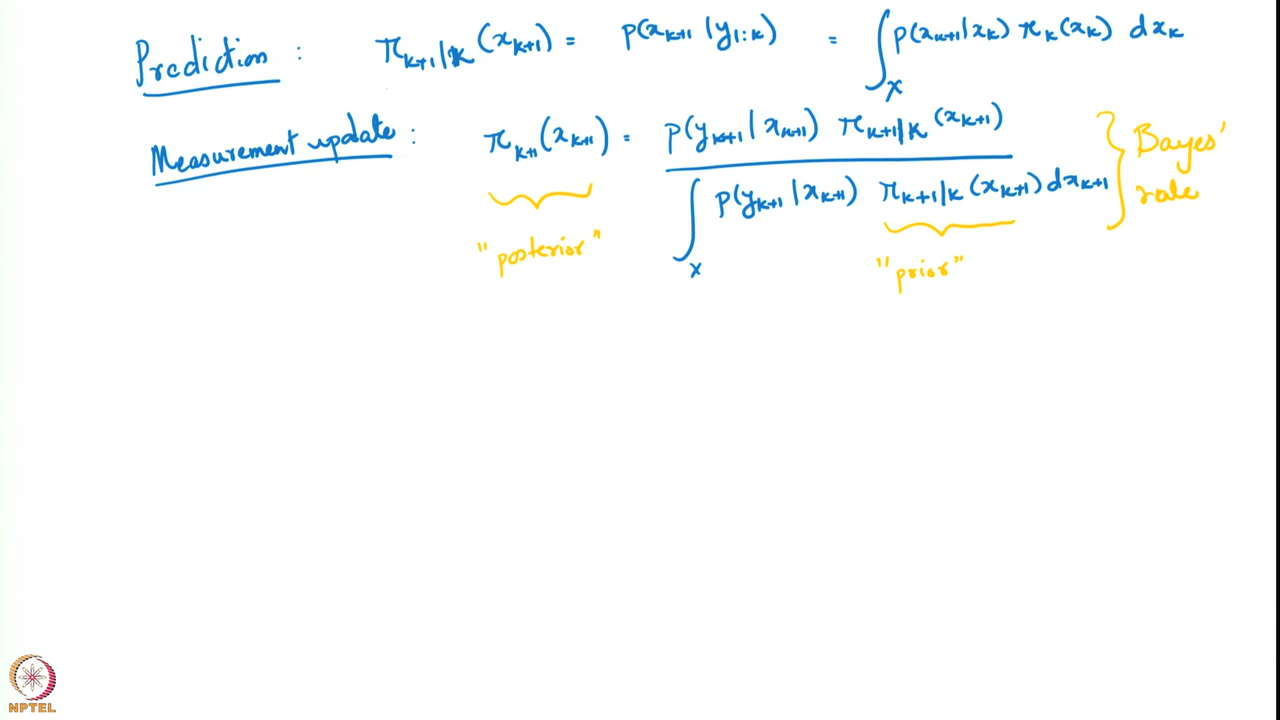 Prediction : π_{k+1|k}(x_{k+1}) = p(x_{k+1} | y_{1:k}) = ∫_X p(x_{k+1}|x_k) π_k(x_k) dx_k
Measurement update : π_{k+1}(x_{k+1}) = p(y_{k+1} | x_{k+1}) π_{k+1|k}(x_{k+1})
∫_X p(y_{k+1} | x_{k+1}) π_{k+1|k}(x_{k+1}) dx_{k+1}
} Bayes'
rule
"posterior"
"prior"
NPTEL